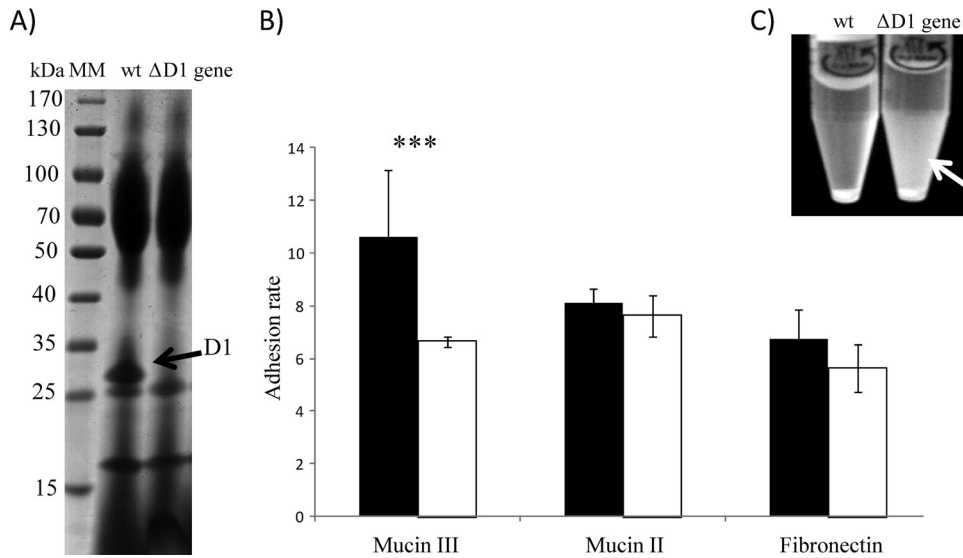 A)
kDa MM wt ΔD1 gene
170
130
100
70
50
40
35
25
15
D1
B)
***
Adhesion rate
14
12
10
8
6
4
2
0
Mucin III
Mucin II
Fibronectin
C)
wt ΔD1 gene